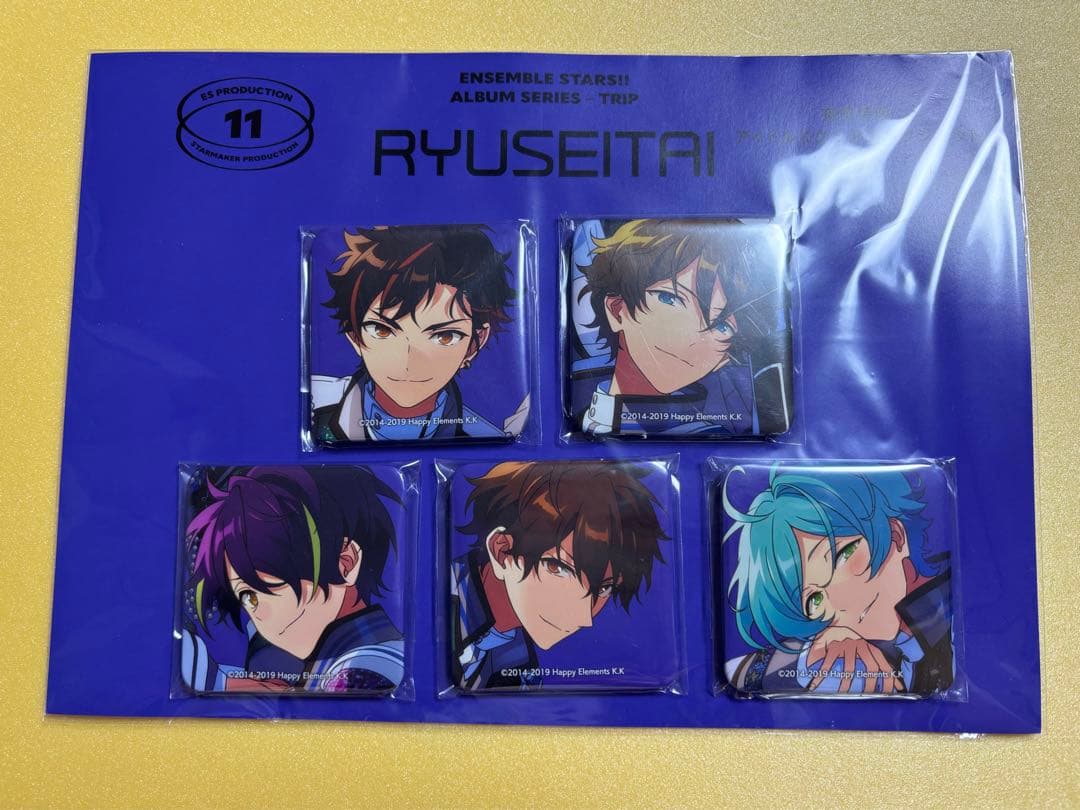 ES PRODUCTION
11
STARMAKER PRODUCTION
ENSEMBLE STARS!!
ALBUM SERIES – TRIP
RYUSEITAI
©2014-2019 Happy Elements K.K
©2014-2019 Happy Elements K.K
©2014-2019 Happy Elements K.K
©2014-2019 Happy Elements K.K
©2014-2019 Happy Elements K.K